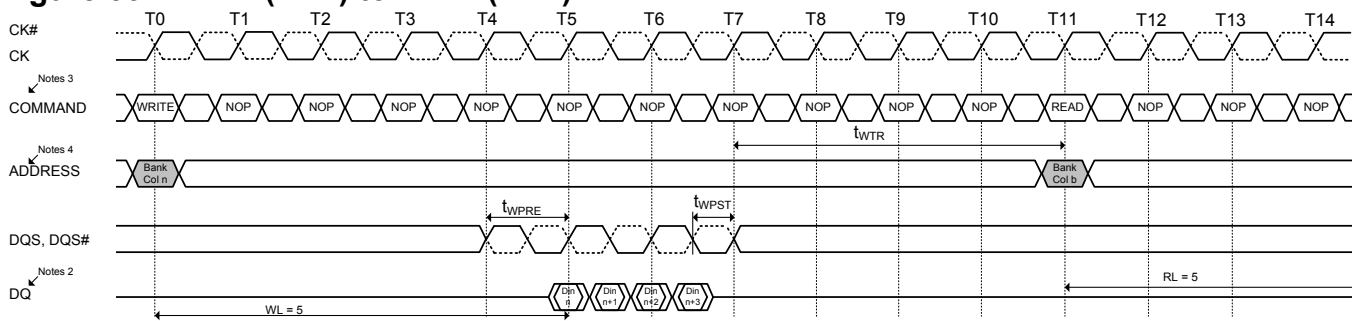 T0 T1 T2 T3 T4 T5 T6 T7 T8 T9 T10 T11 T12 T13 T14
CK#
CK
Notes 3
COMMAND WRITE NOP NOP NOP NOP NOP NOP NOP NOP NOP NOP READ NOP NOP NOP
tWTR
Notes 4
ADDRESS
Bank Col n
Bank Col b
tWPRE tWPST
DQS, DQS#
Notes 2
DQ
Din n
Din n+1
Din n+2
Din n+3
RL = 5
WL = 5